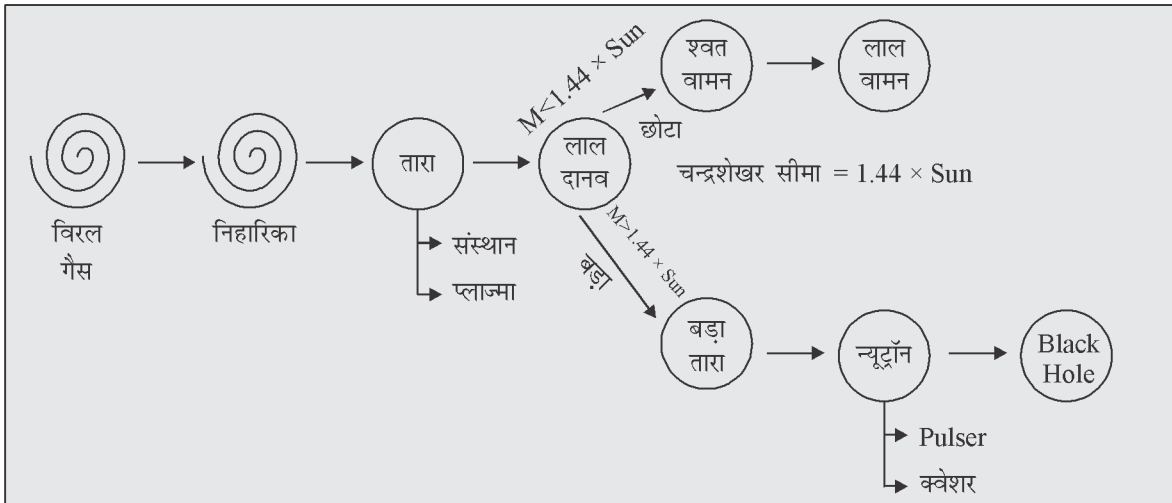 विरल
गैस
निहारिका
तारा
संस्थान
प्लाज्मा
लाल
दानव
M<1.44 × Sun
छोटा
श्वत
वामन
लाल
वामन
चन्द्रशेखर सीमा = 1.44 × Sun
M>1.44 × Sun
बड़ा
बड़ा
तारा
न्यूट्रॉन
Pulser
क्वेशर
Black
Hole